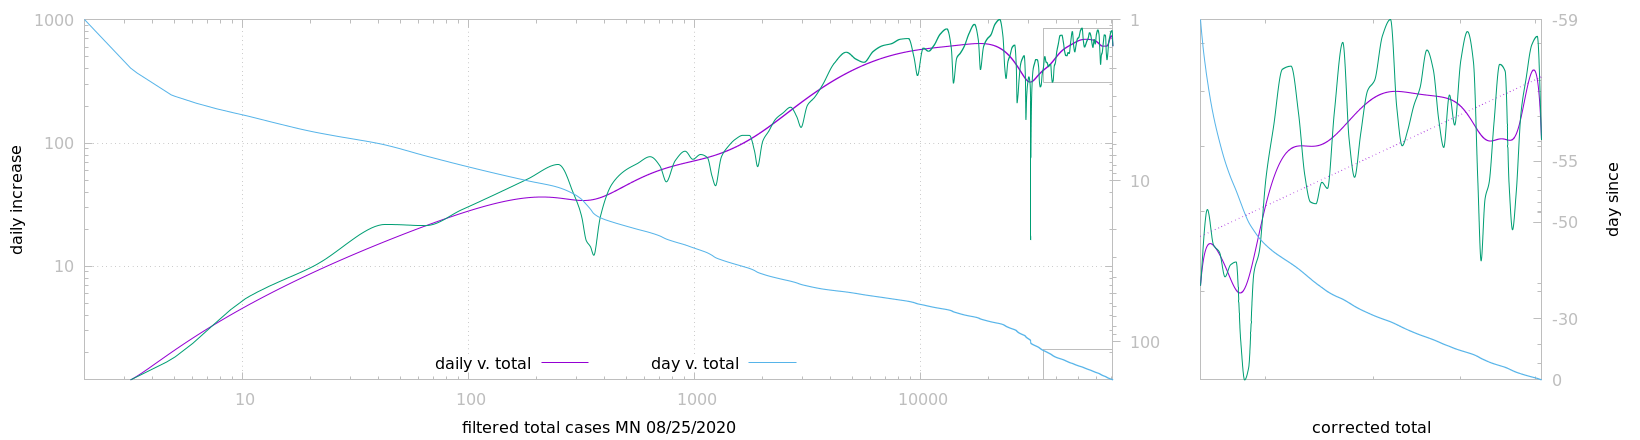 1000
100
10
daily increase
10
100
1000
10000
1
10
100
daily v. total
day v. total
filtered total cases MN 08/25/2020
-59
-55
-50
-30
0
day since
corrected total